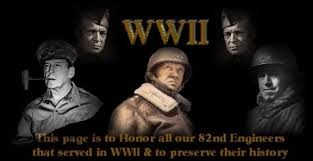 WWII
This page is to Honor all our 82nd Engineers
that served in WWII & to preserve their history